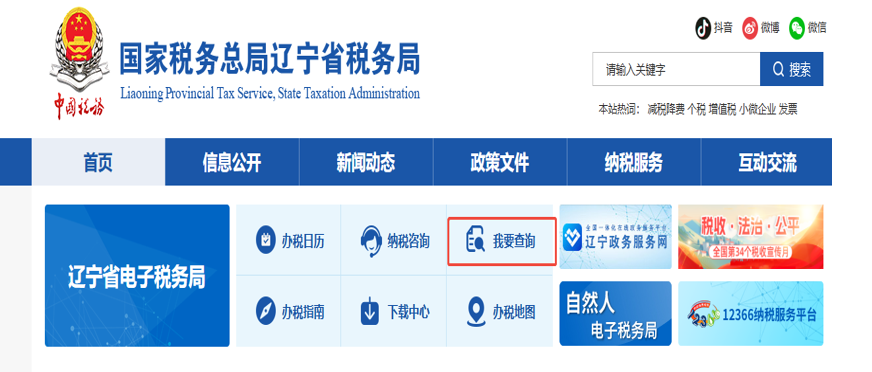 抖音 微博 微信
国家税务总局辽宁省税务局
Liaoning Provincial Tax Service, State Taxation Administration
中国税务
请输入关键字 搜索
本站热词： 减税降费 个税 增值税 小微企业 发票
首页 信息公开 新闻动态 政策文件 纳税服务 互动交流
辽宁省电子税务局
办税日历 纳税咨询 我要查询
办税指南 下载中心 办税地图
全国一体化在线政务服务平台
辽宁政务服务网
税收·法治·公平
全国第34个税收宣传月
自然人
电子税务局
12366纳税服务平台